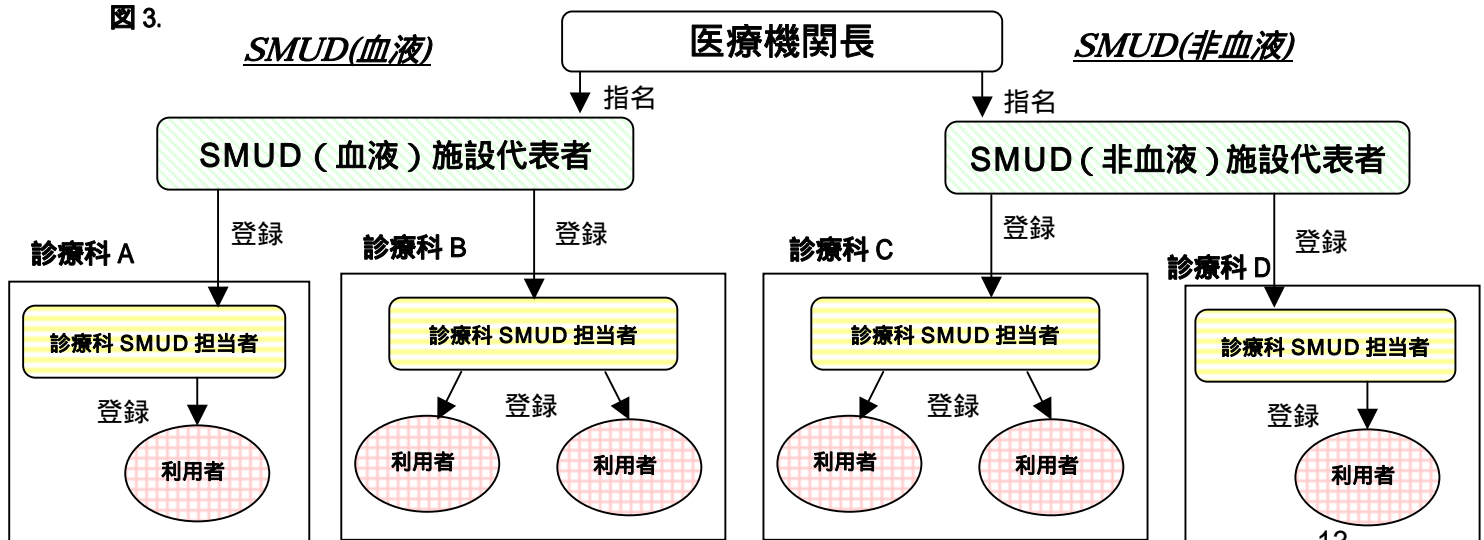 図 3.
SMUD(血液)
医療機関長
SMUD(非血液)
指名
指名
SMUD（血液）施設代表者
SMUD（非血液）施設代表者
登録
登録
登録
登録
診療科 A
診療科 B
診療科 C
診療科 D
診療科 SMUD 担当者
診療科 SMUD 担当者
診療科 SMUD 担当者
診療科 SMUD 担当者
登録
登録
登録
登録
利用者
利用者
利用者
利用者
利用者
利用者